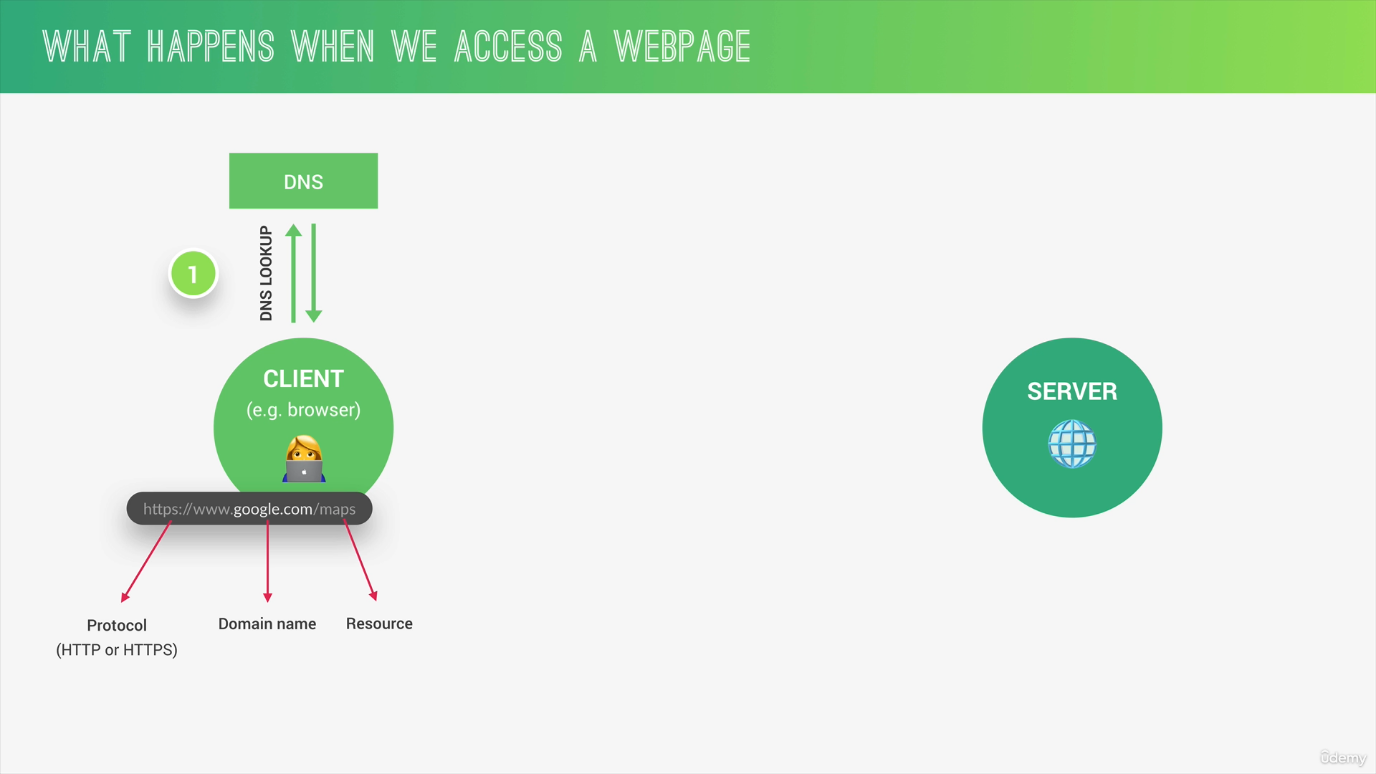 WHAT HAPPENS WHEN WE ACCESS A WEBPAGE
DNS
DNS LOOKUP
1
CLIENT
(e.g. browser)
https://www.google.com/maps
Protocol
(HTTP or HTTPS)
Domain name
Resource
SERVER
ûdemy